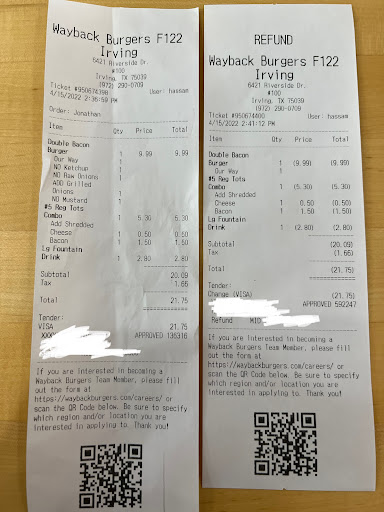 Wayback Burgers F122
Irving
6421 Riverside Dr.
#100
Irving, TX 75039
(972) 290-0709
Ticket #950674398 User: hassam
4/15/2022 2:36:59 PM
Order: Jonathan
Item Qty Price Total
Double Bacon
Burger 1 9.99 9.99
Our Way 1
NO Ketchup 1
NO Raw Onions 1
ADD Grilled
Onions 1
NO Mustard 1
#5 Reg Tots
Combo 1 5.30 5.30
Add Shredded
Cheese 1 0.50 0.50
Bacon 1 1.50 1.50
Lg Fountain
Drink 1 2.80 2.80
Subtotal 20.09
Tax 1.66
Total 21.75
Tender:
VISA 21.75
APPROVED 136316
If you are interested in becoming a
Wayback Burgers Team Member, please fill
out the form at
https://waybackburgers.com/careers/ or
scan the QR Code below. Be sure to specify
which region and/or location you are
interested in applying to. Thank you!
REFUND
Wayback Burgers F122
Irving
6421 Riverside Dr.
#100
Irving, TX 75039
(972) 290-0709
Ticket #950674400 User: hassam
4/15/2022 2:41:12 PM
Item Qty Price Total
Double Bacon
Burger 1 (9.99) (9.99)
Our Way 1
#5 Reg Tots
Combo 1 (5.30) (5.30)
Add Shredded
Cheese 1 0.50 (0.50)
Bacon 1 1.50 (1.50)
Lg Fountain
Drink 1 (2.80) (2.80)
Subtotal (20.09)
Tax (1.66)
Total (21.75)
Tender:
Change (VISA) (21.75)
APPROVED 592247
Refund MID
If you are interested in becoming a
Wayback Burgers Team Member, please fill
out the form at
https://waybackburgers.com/careers/ or
scan the QR Code below. Be sure to specify
which region and/or location you are
interested in applying to. Thank you!